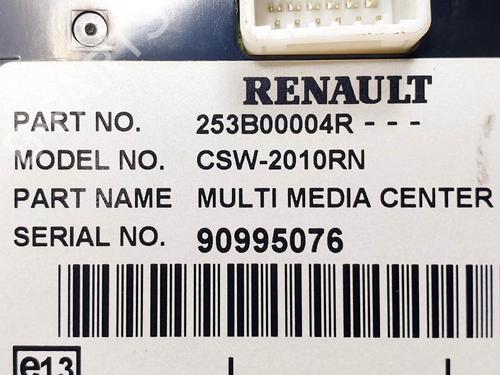 RENAULT
PART NO. 253B00004R - - -
MODEL NO. CSW-2010RN
PART NAME MULTI MEDIA CENTER
SERIAL NO. 90995076
e13